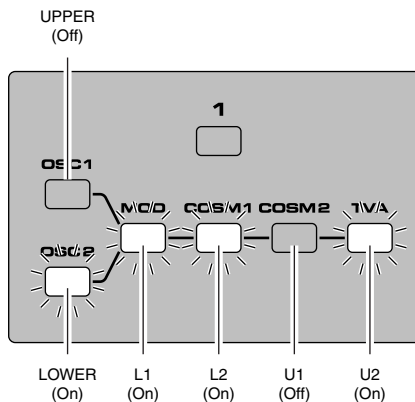 UPPER
(Off)
1
OSC1
MOD COSM1 COSM2 TVA
OSC2
LOWER L1 L2 U1 U2
(On) (On) (On) (Off) (On)